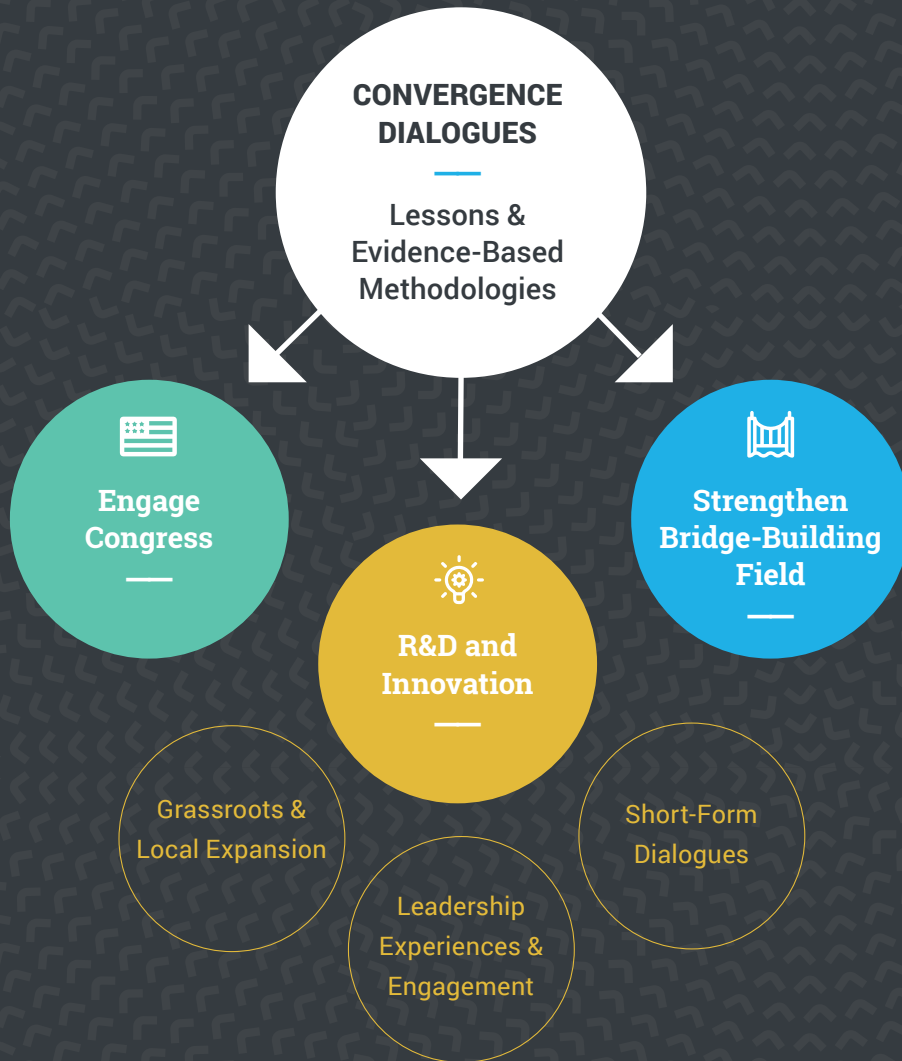 CONVERGENCE
DIALOGUES
Lessons &
Evidence-Based
Methodologies
Engage
Congress
R&D and
Innovation
Strengthen
Bridge-Building
Field
Grassroots &
Local Expansion
Leadership
Experiences &
Engagement
Short-Form
Dialogues